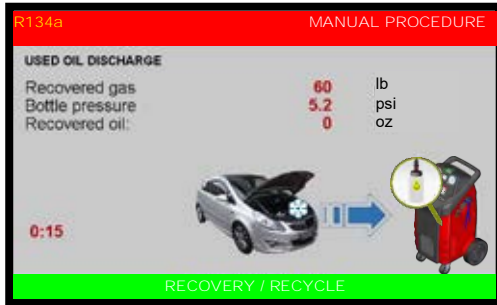 R134a MANUAL PROCEDURE
USED OIL DISCHARGE
Recovered gas 60 lb
Bottle pressure 5.2 psi
Recovered oil: 0 oz
0:15
RECOVERY / RECYCLE